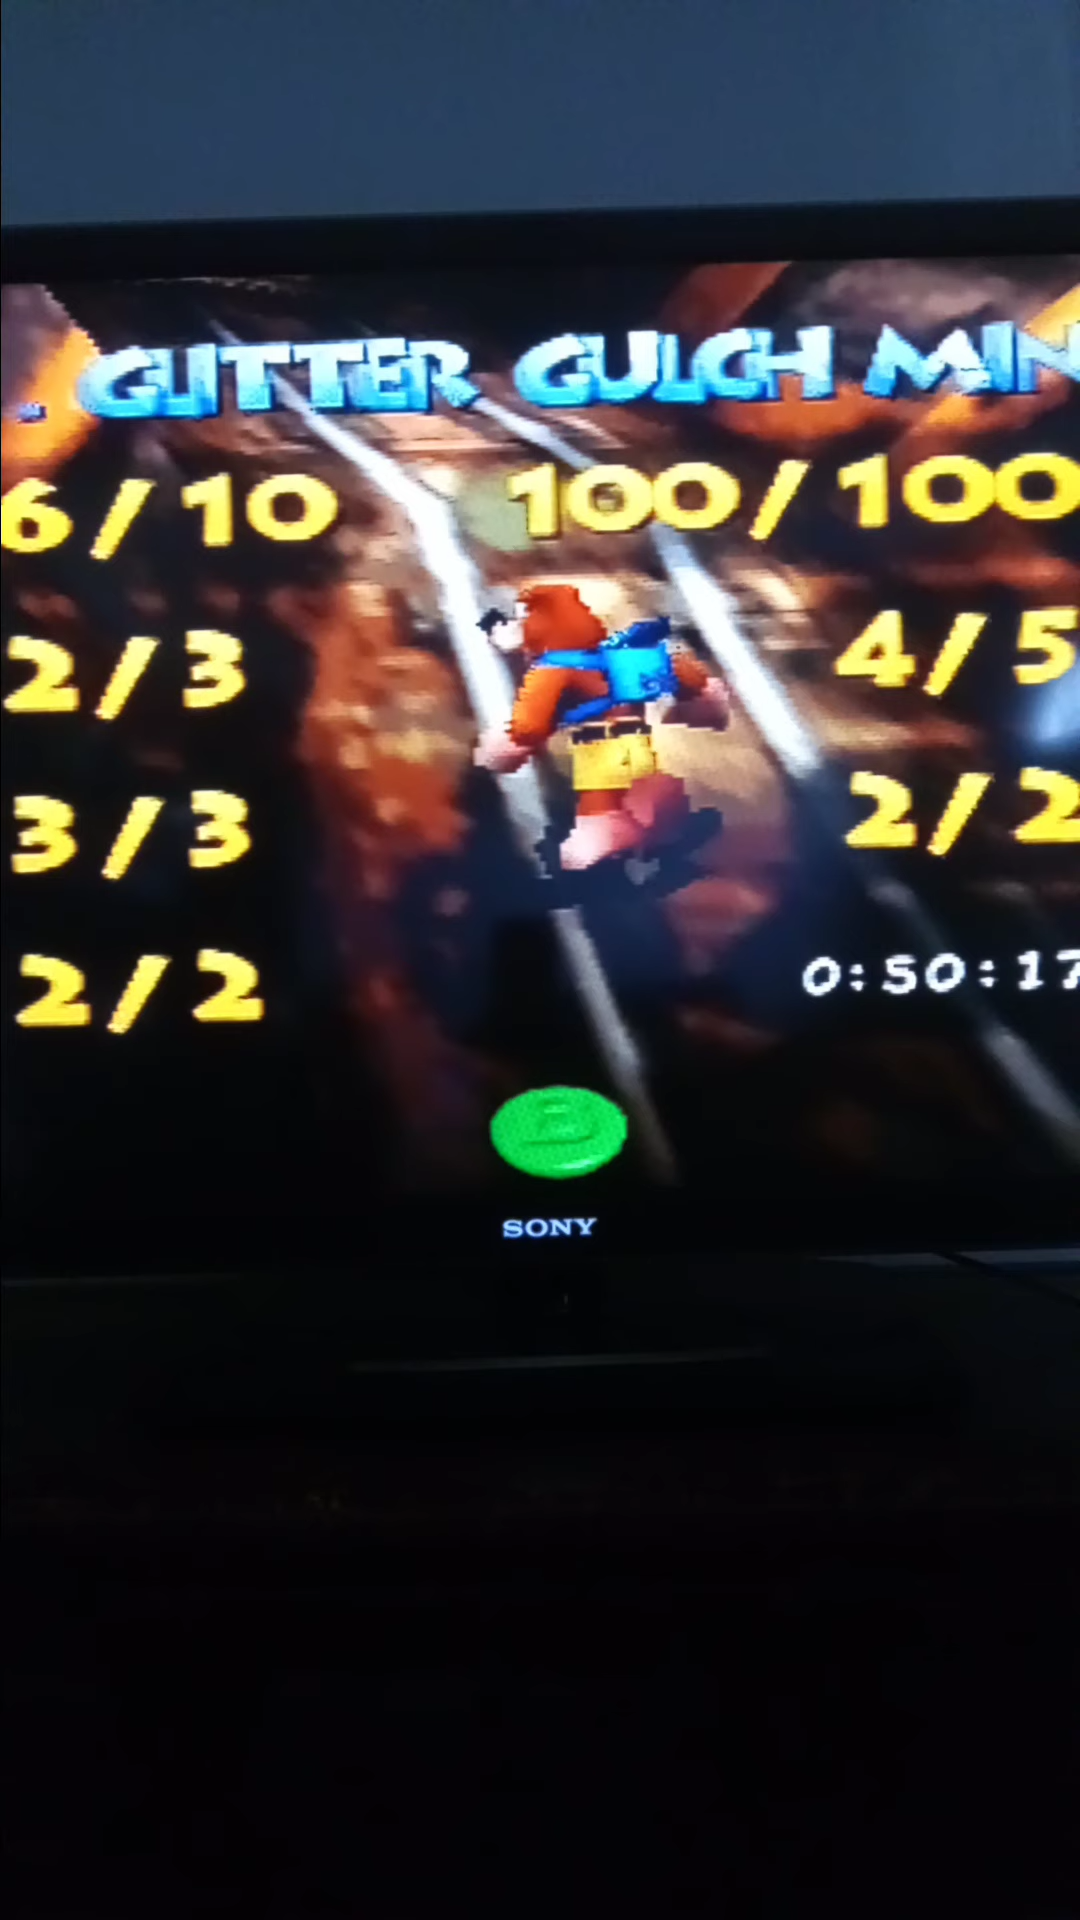 . GLITTER GULCH MIN
6/10 100/100
2/3 4/5
3/3 2/2
2/2 0:50:17
B
SONY